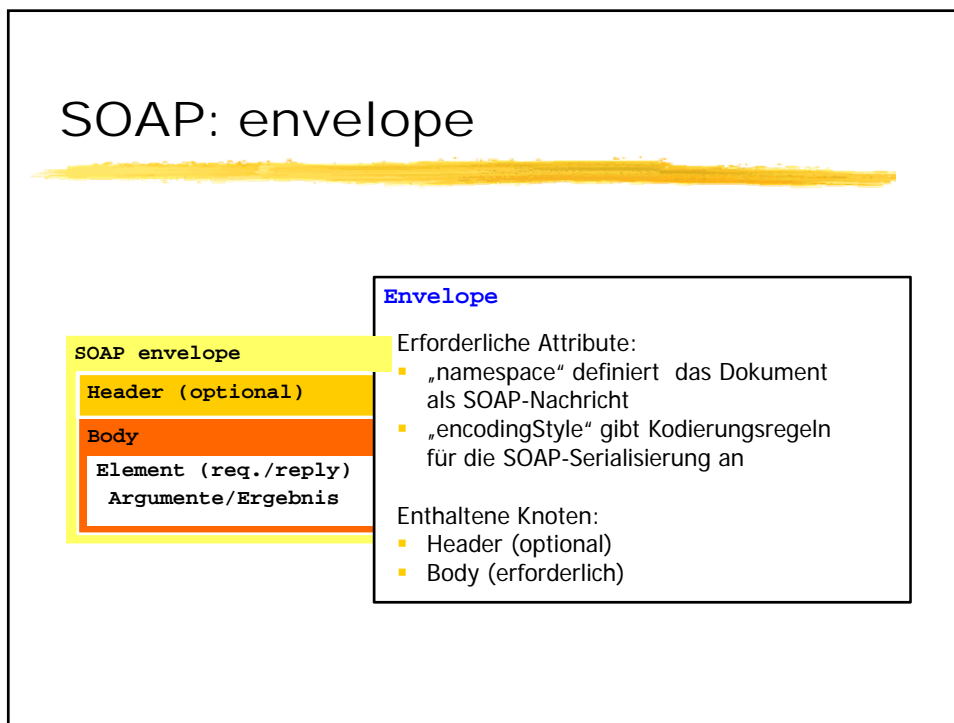 SOAP: envelope
SOAP envelope
Header (optional)
Body
Element (req./reply)
Argumente/Ergebnis
Envelope
Erforderliche Attribute:
▪ „namespace“ definiert das Dokument
als SOAP-Nachricht
▪ „encodingStyle“ gibt Kodierungsregeln
für die SOAP-Serialisierung an
Enthaltene Knoten:
▪ Header (optional)
▪ Body (erforderlich)